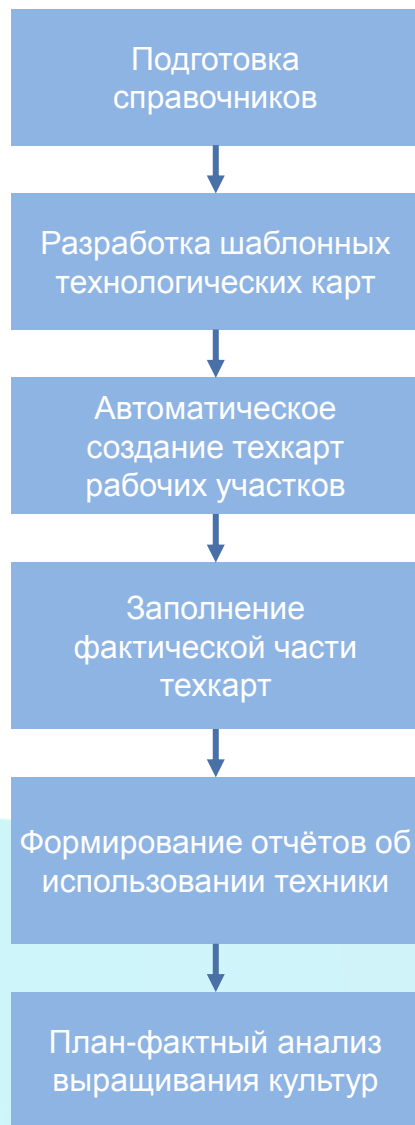 Подготовка
справочников
Разработка шаблонных
технологических карт
Автоматическое
создание техкарт
рабочих участков
Заполнение
фактической части
техкарт
Формирование отчётов об
использовании техники
План-фактный анализ
выращивания культур